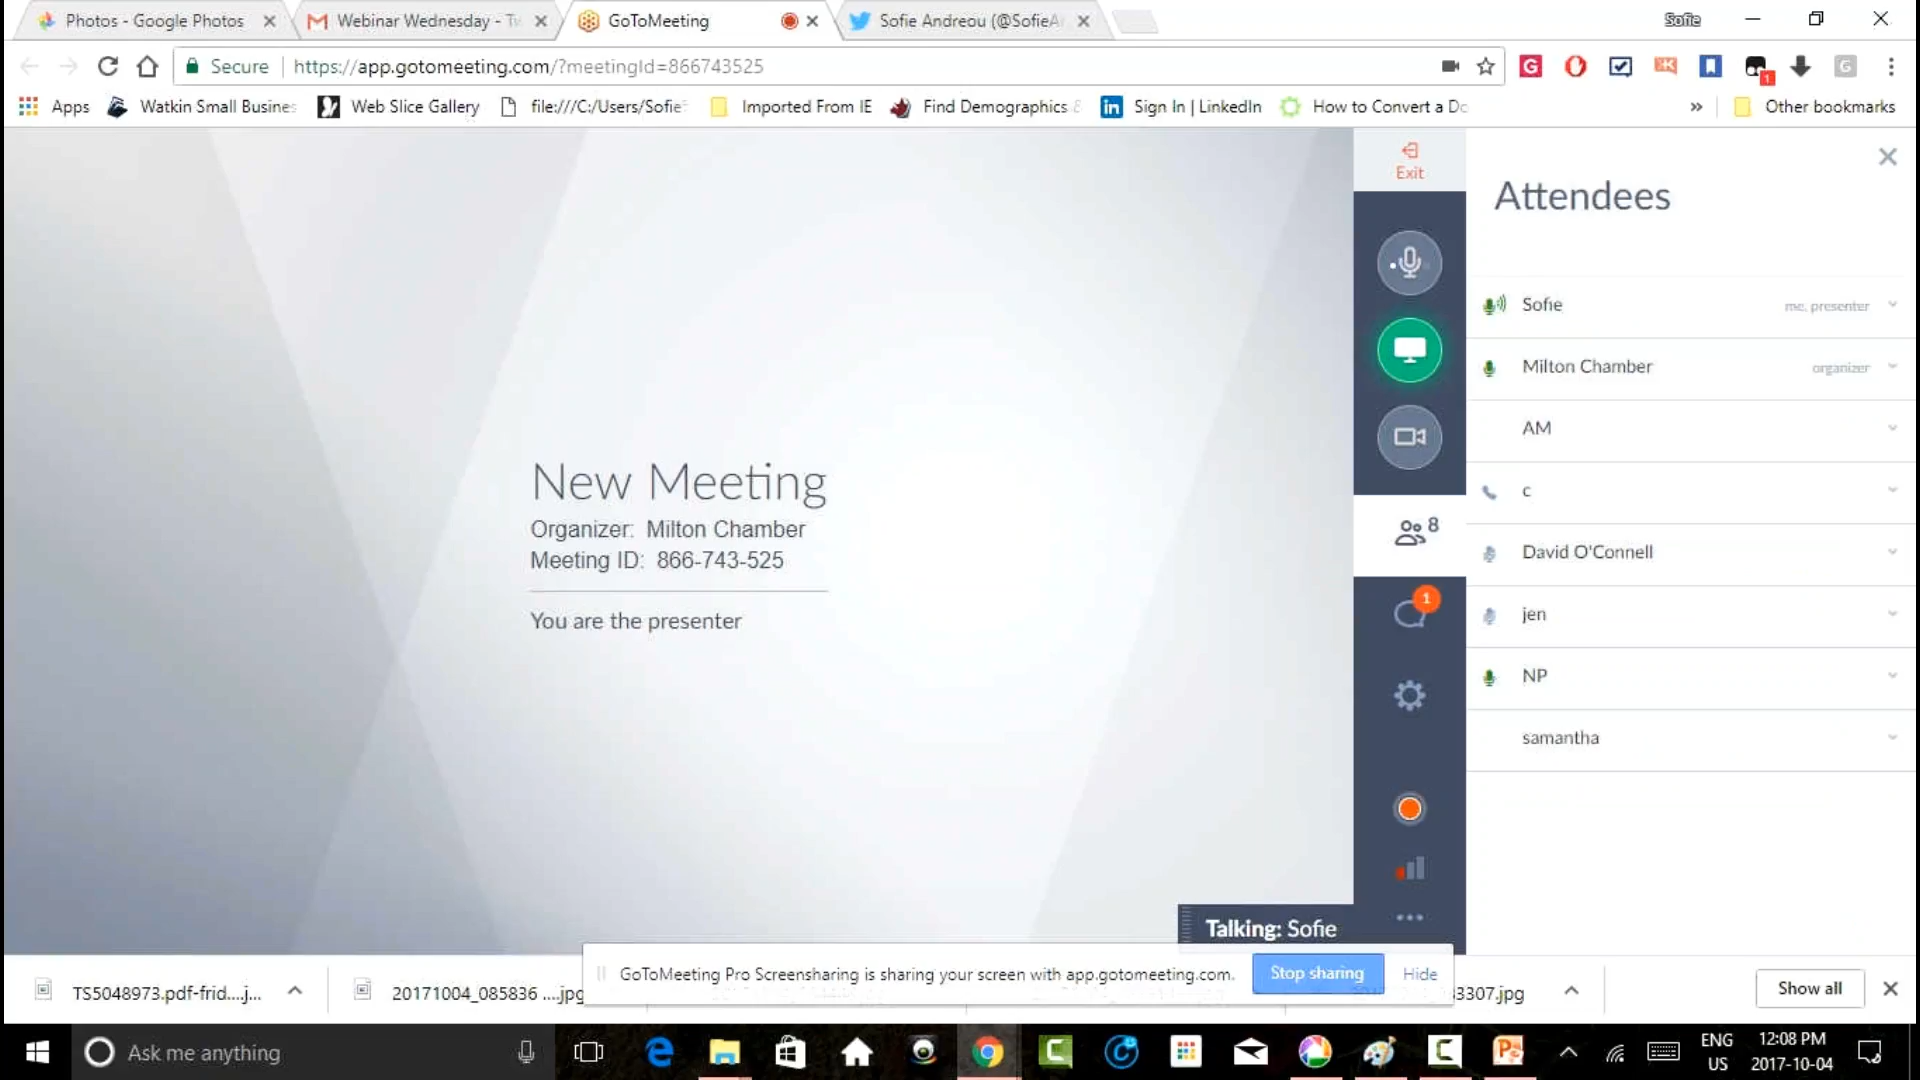 Photos - Google Photos
Webinar Wednesday - Tw
GoToMeeting
Sofie Andreou (@SofieA
Sofie
Secure
https://app.gotomeeting.com/?meetingId=866743525
1
Apps
Watkin Small Busines
Web Slice Gallery
file:///C:/Users/Sofie
Imported From IE
Find Demographics &
Sign In | LinkedIn
How to Convert a Do
»
Other bookmarks
Exit
Attendees
Sofie
me, presenter
Milton Chamber
organizer
AM
c
David O'Connell
jen
NP
samantha
8
1
New Meeting
Organizer: Milton Chamber
Meeting ID: 866-743-525
You are the presenter
Talking: Sofie
GoToMeeting Pro Screensharing is sharing your screen with app.gotomeeting.com.
Stop sharing
Hide
TS5048973.pdf-frid....j...
20171004_085836 ....jpg
3307.jpg
Show all
Ask me anything
ENG
US
12:08 PM
2017-10-04